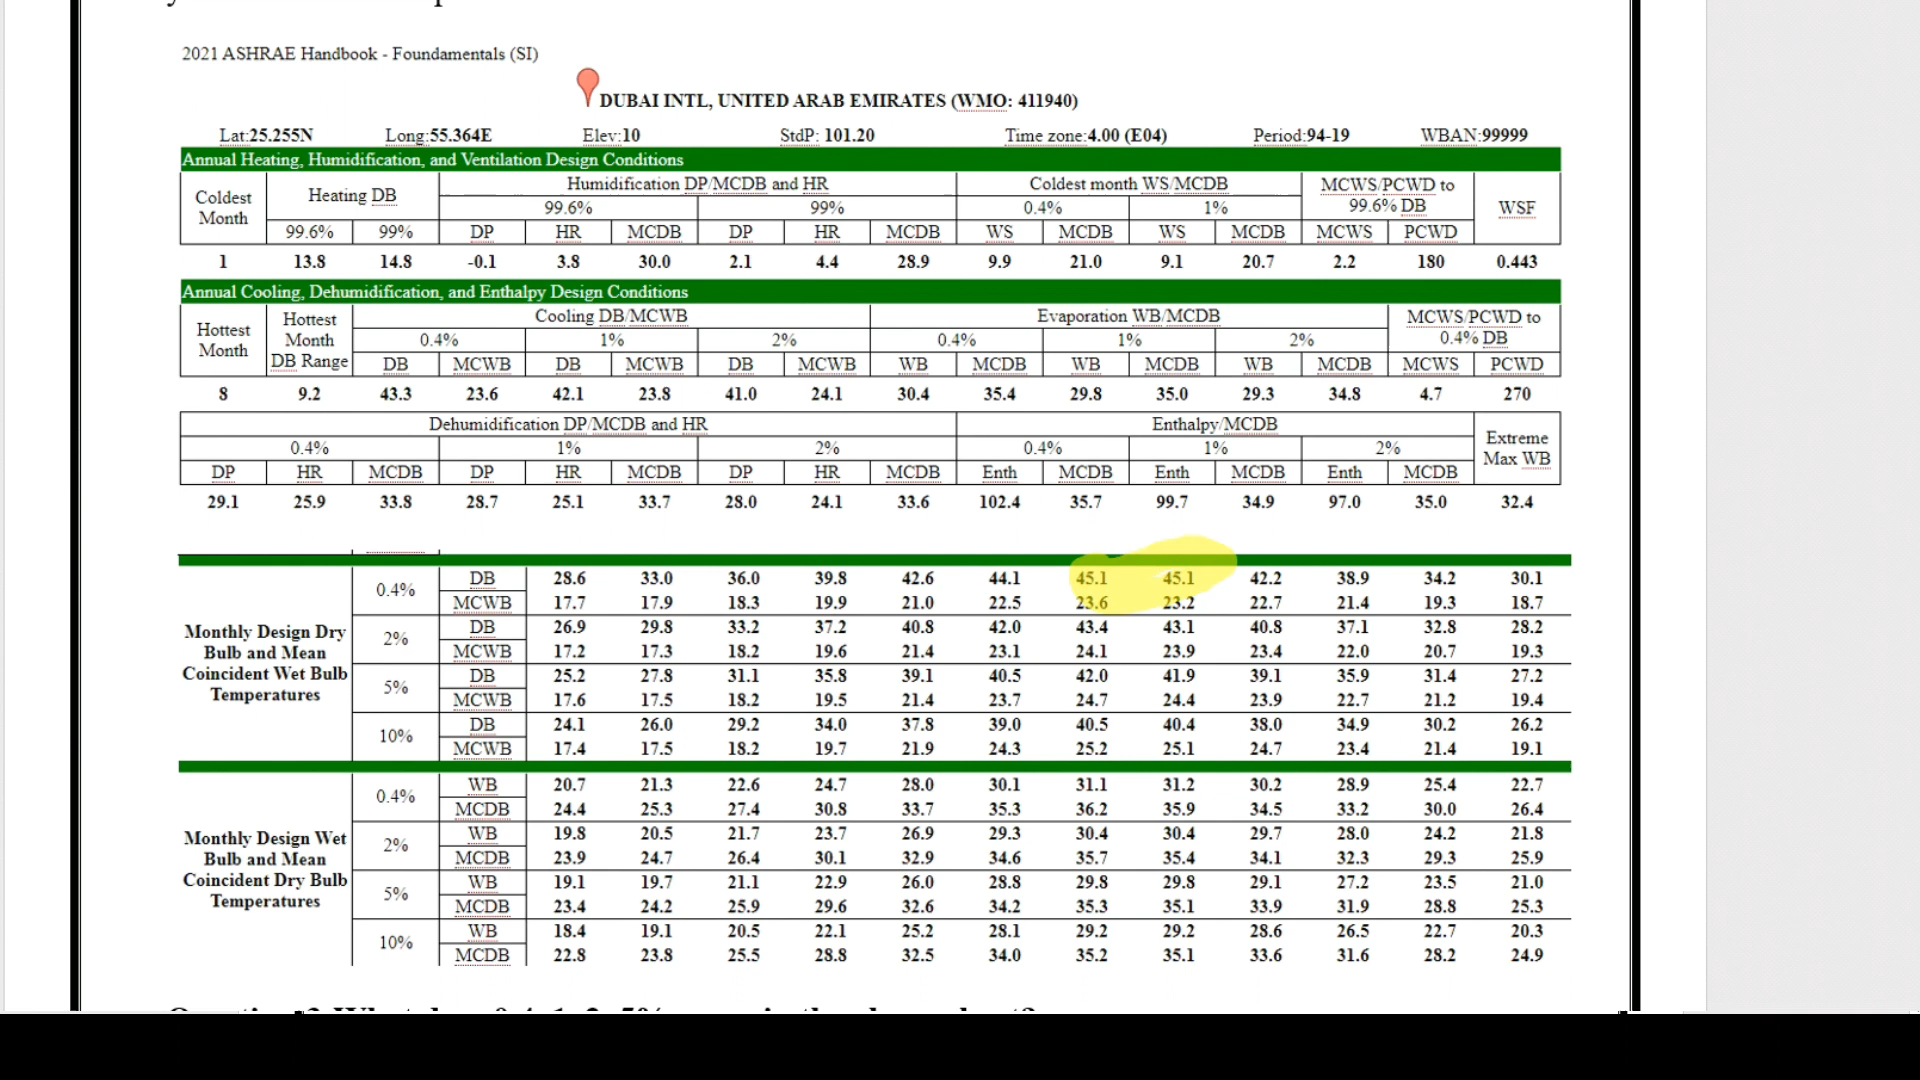 2021 ASHRAE Handbook - Foundamentals (SI)
DUBAI INTL, UNITED ARAB EMIRATES (WMO: 411940)
Lat:25.255N Long:55.364E Elev:10 StdP: 101.20 Time zone:4.00 (E04) Period:94-19 WBAN:99999
Annual Heating, Humidification, and Ventilation Design Conditions
Coldest Month Heating DB Humidification DP/MCDB and HR Coldest month WS/MCDB MCWS/PCWD to 99.6% DB WSF
99.6% 99% 0.4% 1%
99.6% 99% DP HR MCDB DP HR MCDB WS MCDB WS MCDB MCWS PCWD
1 13.8 14.8 -0.1 3.8 30.0 2.1 4.4 28.9 9.9 21.0 9.1 20.7 2.2 180 0.443
Annual Cooling, Dehumidification, and Enthalpy Design Conditions
Hottest Month Hottest Month DB Range Cooling DB/MCWB Evaporation WB/MCDB MCWS/PCWD to 0.4% DB
0.4% 1% 2% 0.4% 1% 2%
DB MCWB DB MCWB DB MCWB WB MCDB WB MCDB WB MCDB MCWS PCWD
8 9.2 43.3 23.6 42.1 23.8 41.0 24.1 30.4 35.4 29.8 35.0 29.3 34.8 4.7 270
Dehumidification DP/MCDB and HR Enthalpy/MCDB Extreme Max WB
0.4% 1% 2% 0.4% 1% 2%
DP HR MCDB DP HR MCDB DP HR MCDB Enth MCDB Enth MCDB Enth MCDB
29.1 25.9 33.8 28.7 25.1 33.7 28.0 24.1 33.6 102.4 35.7 99.7 34.9 97.0 35.0 32.4
Monthly Design Dry Bulb and Mean Coincident Wet Bulb Temperatures
0.4% DB 28.6 33.0 36.0 39.8 42.6 44.1 45.1 45.1 42.2 38.9 34.2 30.1
MCWB 17.7 17.9 18.3 19.9 21.0 22.5 23.6 23.2 22.7 21.4 19.3 18.7
2% DB 26.9 29.8 33.2 37.2 40.8 42.0 43.4 43.1 40.8 37.1 32.8 28.2
MCWB 17.2 17.3 18.2 19.6 21.4 23.1 24.1 23.9 23.4 22.0 20.7 19.3
5% DB 25.2 27.8 31.1 35.8 39.1 40.5 42.0 41.9 39.1 35.9 31.4 27.2
MCWB 17.6 17.5 18.2 19.5 21.4 23.7 24.7 24.4 23.9 22.7 21.2 19.4
10% DB 24.1 26.0 29.2 34.0 37.8 39.0 40.5 40.4 38.0 34.9 30.2 26.2
MCWB 17.4 17.5 18.2 19.7 21.9 24.3 25.2 25.1 24.7 23.4 21.4 19.1
Monthly Design Wet Bulb and Mean Coincident Dry Bulb Temperatures
0.4% WB 20.7 21.3 22.6 24.7 28.0 30.1 31.1 31.2 30.2 28.9 25.4 22.7
MCDB 24.4 25.3 27.4 30.8 33.7 35.3 36.2 35.9 34.5 33.2 30.0 26.4
2% WB 19.8 20.5 21.7 23.7 26.9 29.3 30.4 30.4 29.7 28.0 24.2 21.8
MCDB 23.9 24.7 26.4 30.1 32.9 34.6 35.7 35.4 34.1 32.3 29.3 25.9
5% WB 19.1 19.7 21.1 22.9 26.0 28.8 29.8 29.8 29.1 27.2 23.5 21.0
MCDB 23.4 24.2 25.9 29.6 32.6 34.2 35.3 35.1 33.9 31.9 28.8 25.3
10% WB 18.4 19.1 20.5 22.1 25.2 28.1 29.2 29.2 28.6 26.5 22.7 20.3
MCDB 22.8 23.8 25.5 28.8 32.5 34.0 35.2 35.1 33.6 31.6 28.2 24.9